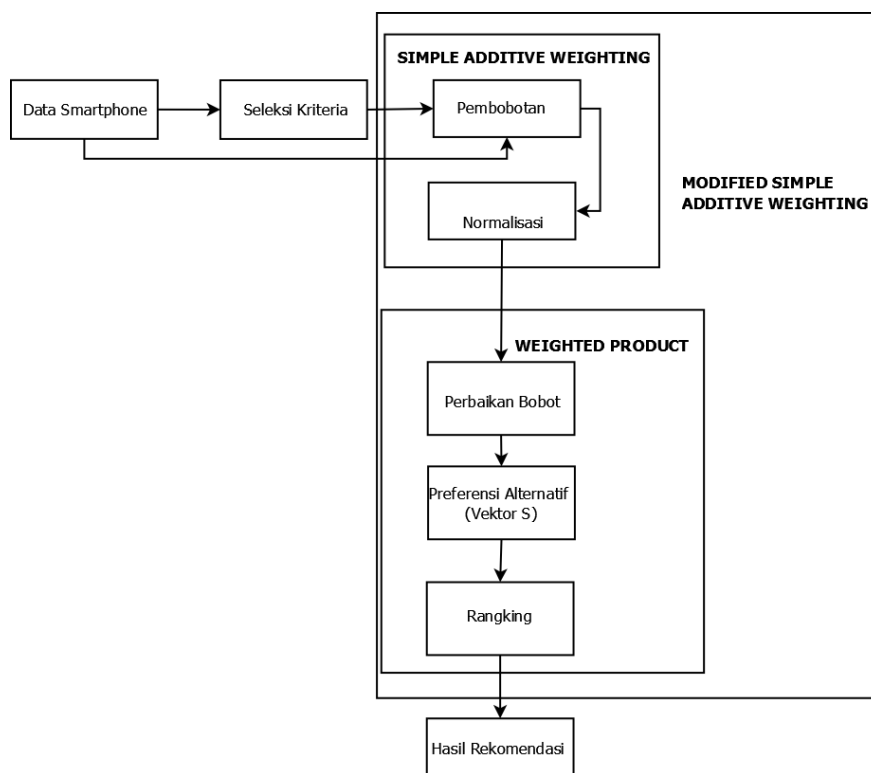 SIMPLE ADDITIVE WEIGHTING
Data Smartphone
Seleksi Kriteria
Pembobotan
MODIFIED SIMPLE
ADDITIVE WEIGHTING
Normalisasi
WEIGHTED PRODUCT
Perbaikan Bobot
Preferensi Alternatif
(Vektor S)
Rangking
Hasil Rekomendasi